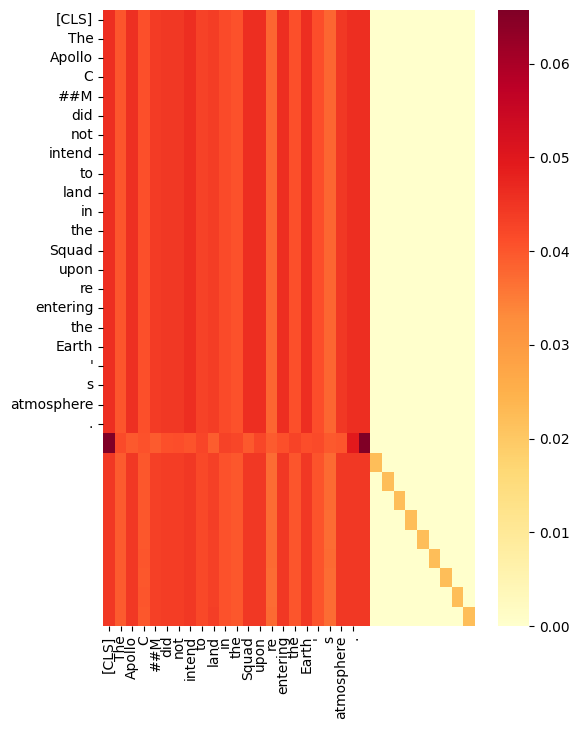 [CLS]
The
Apollo
C
##M
did
not
intend
to
land
in
the
Squad
upon
re
entering
the
Earth
'
s
atmosphere
.
0.06
0.05
0.04
0.03
0.02
0.01
0.00
[CLS]
The
Apollo
C
##M
did
not
intend
to
land
in
the
Squad
upon
re
entering
the
Earth
'
s
atmosphere
.